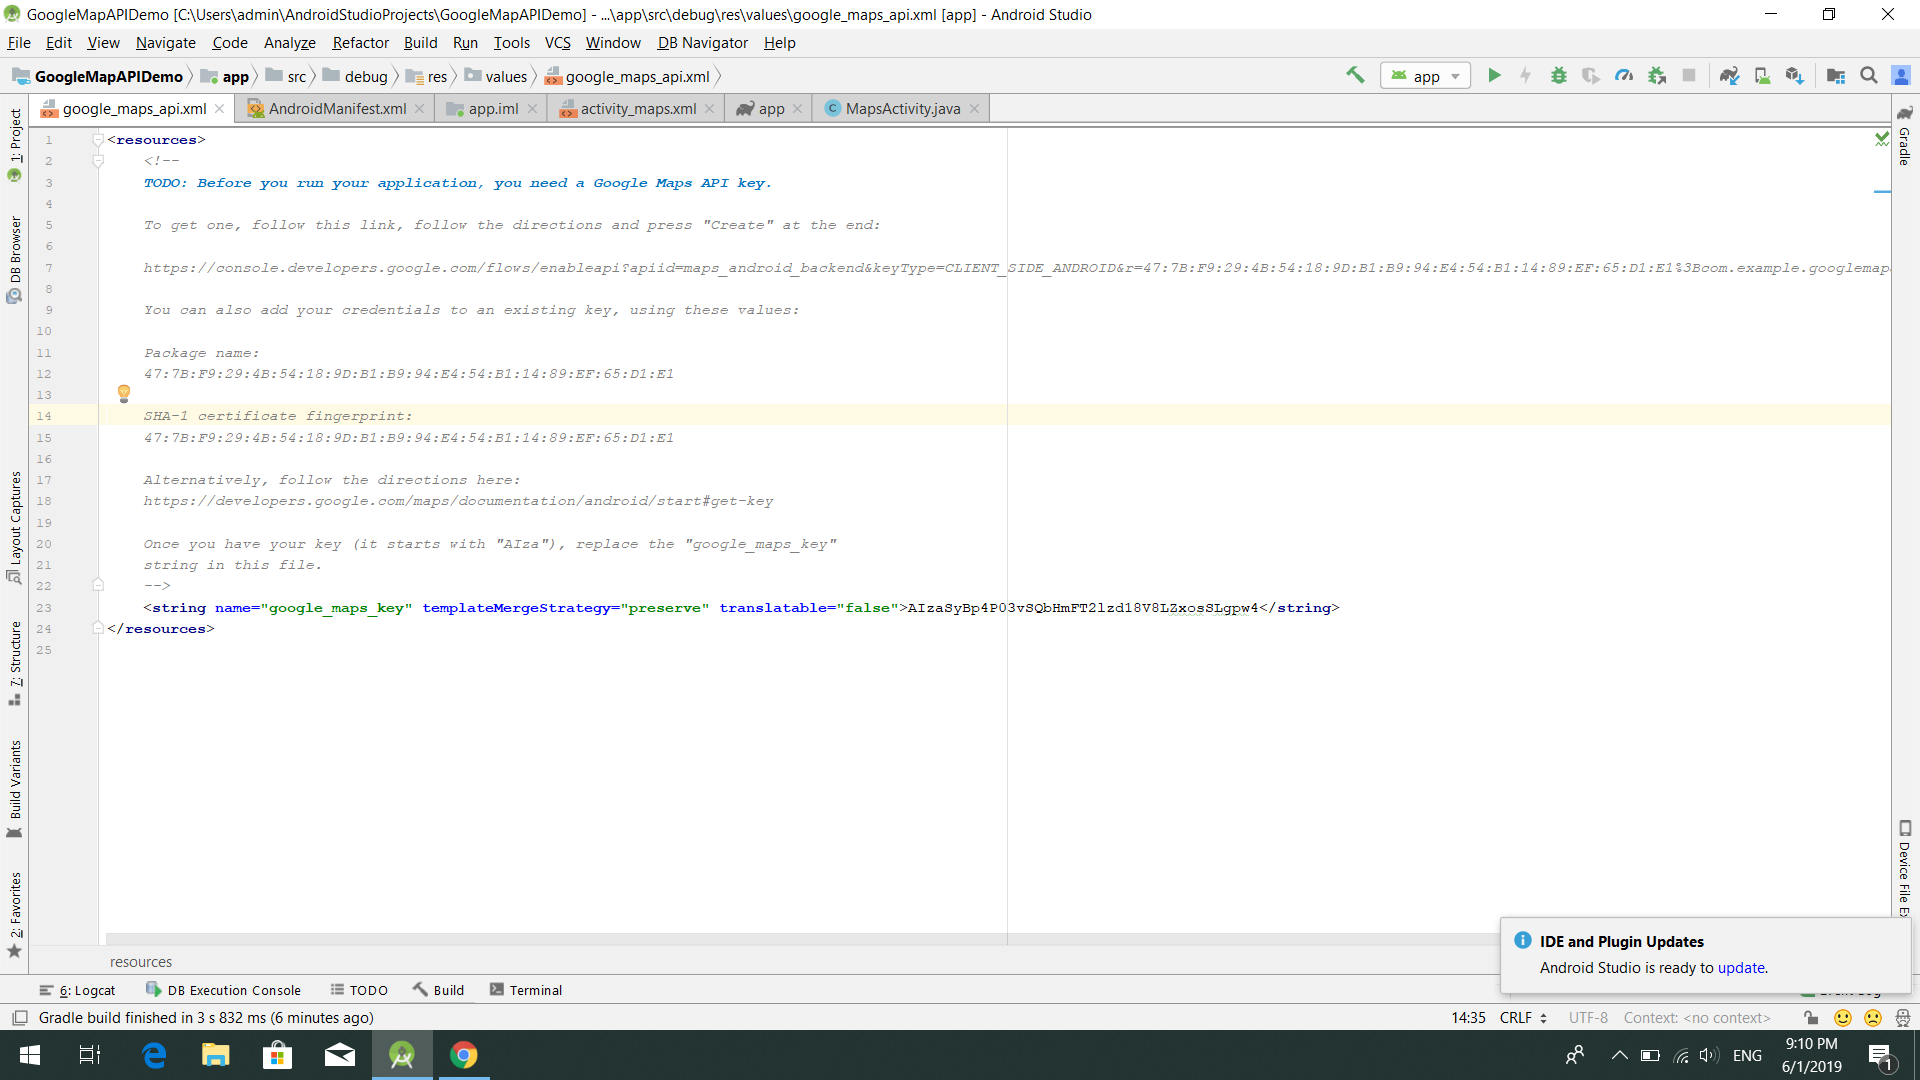 GoogleMapAPIDemo [C:\Users\admin\AndroidStudioProjects\GoogleMapAPIDemo] - ...\app\src\debug\res\values\google_maps_api.xml [app] - Android Studio
File Edit View Navigate Code Analyze Refactor Build Run Tools VCS Window DB Navigator Help
GoogleMapAPIDemo app src debug res values google_maps_api.xml app
google_maps_api.xml AndroidManifest.xml app.iml activity_maps.xml app MapsActivity.java
1: Project
DB Browser
Layout Captures
7: Structure
Build Variants
2: Favorites
Gradle
Device File Ex
1 <resources>
2 <!--
3 TODO: Before you run your application, you need a Google Maps API key.
4
5 To get one, follow this link, follow the directions and press "Create" at the end:
6
7 https://console.developers.google.com/flows/enableapi?apiid=maps_android_backend&keyType=CLIENT_SIDE_ANDROID&r=47:7B:F9:29:4B:54:18:9D:B1:B9:94:E4:54:B1:14:89:EF:65:D1:E1%3Bcom.example.googlemap
8
9 You can also add your credentials to an existing key, using these values:
10
11 Package name:
12 47:7B:F9:29:4B:54:18:9D:B1:B9:94:E4:54:B1:14:89:EF:65:D1:E1
13
14 SHA-1 certificate fingerprint:
15 47:7B:F9:29:4B:54:18:9D:B1:B9:94:E4:54:B1:14:89:EF:65:D1:E1
16
17 Alternatively, follow the directions here:
18 https://developers.google.com/maps/documentation/android/start#get-key
19
20 Once you have your key (it starts with "AIza"), replace the "google_maps_key"
21 string in this file.
22 -->
23 <string name="google_maps_key" templateMergeStrategy="preserve" translatable="false">AIzaSyBp4P03vSQbHmFT2lzd18V8LZxosSLgpw4</string>
24 </resources>
25
resources
IDE and Plugin Updates
Android Studio is ready to update.
6: Logcat DB Execution Console TODO Build Terminal
Gradle build finished in 3 s 832 ms (6 minutes ago) 14:35 CRLF UTF-8 Context: <no context>
ENG 9:10 PM
6/1/2019 1